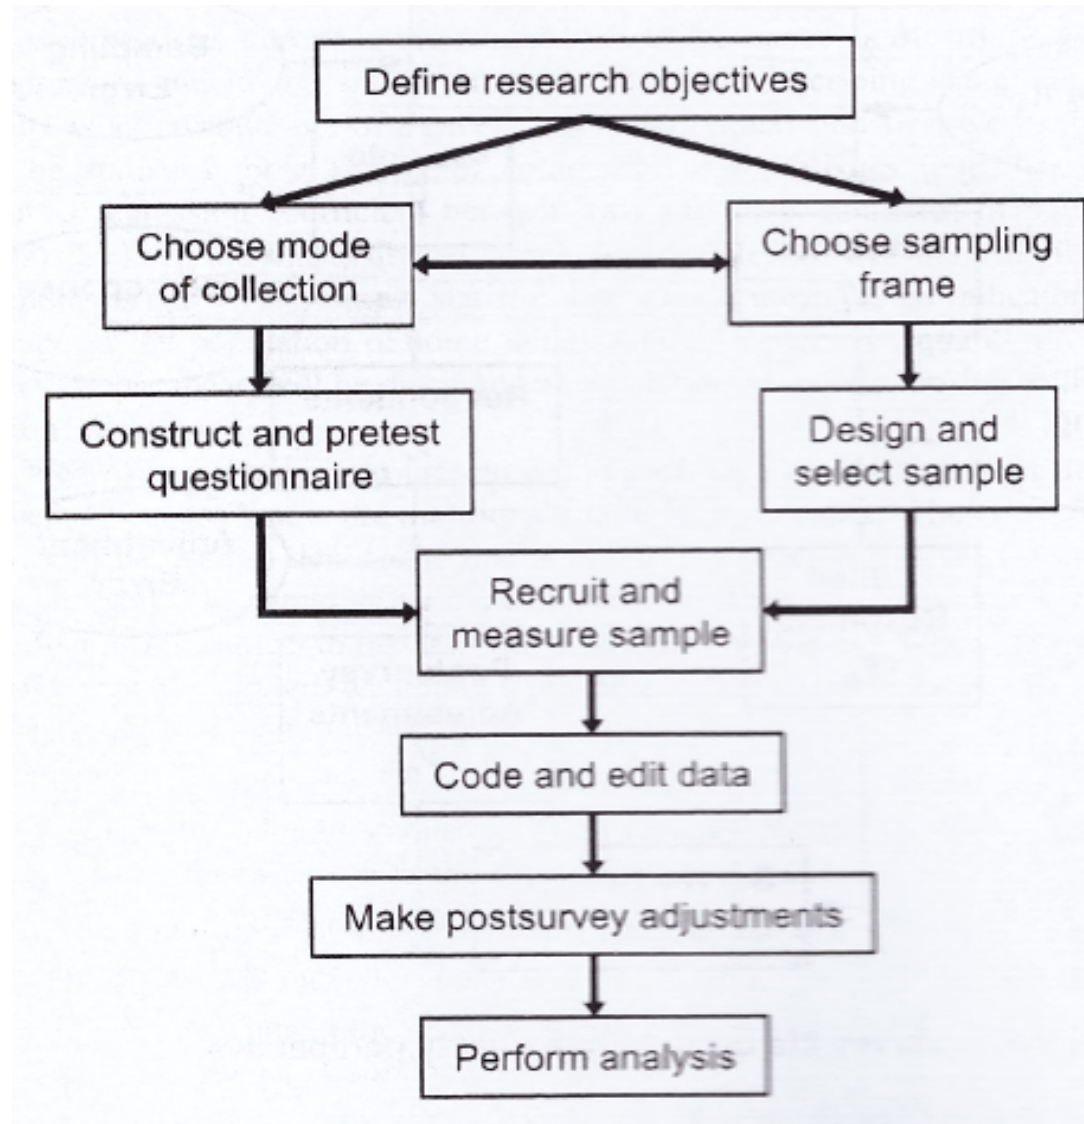 Define research objectives
Choose mode
of collection
Choose sampling
frame
Construct and pretest
questionnaire
Design and
select sample
Recruit and
measure sample
Code and edit data
Make postsurvey adjustments
Perform analysis